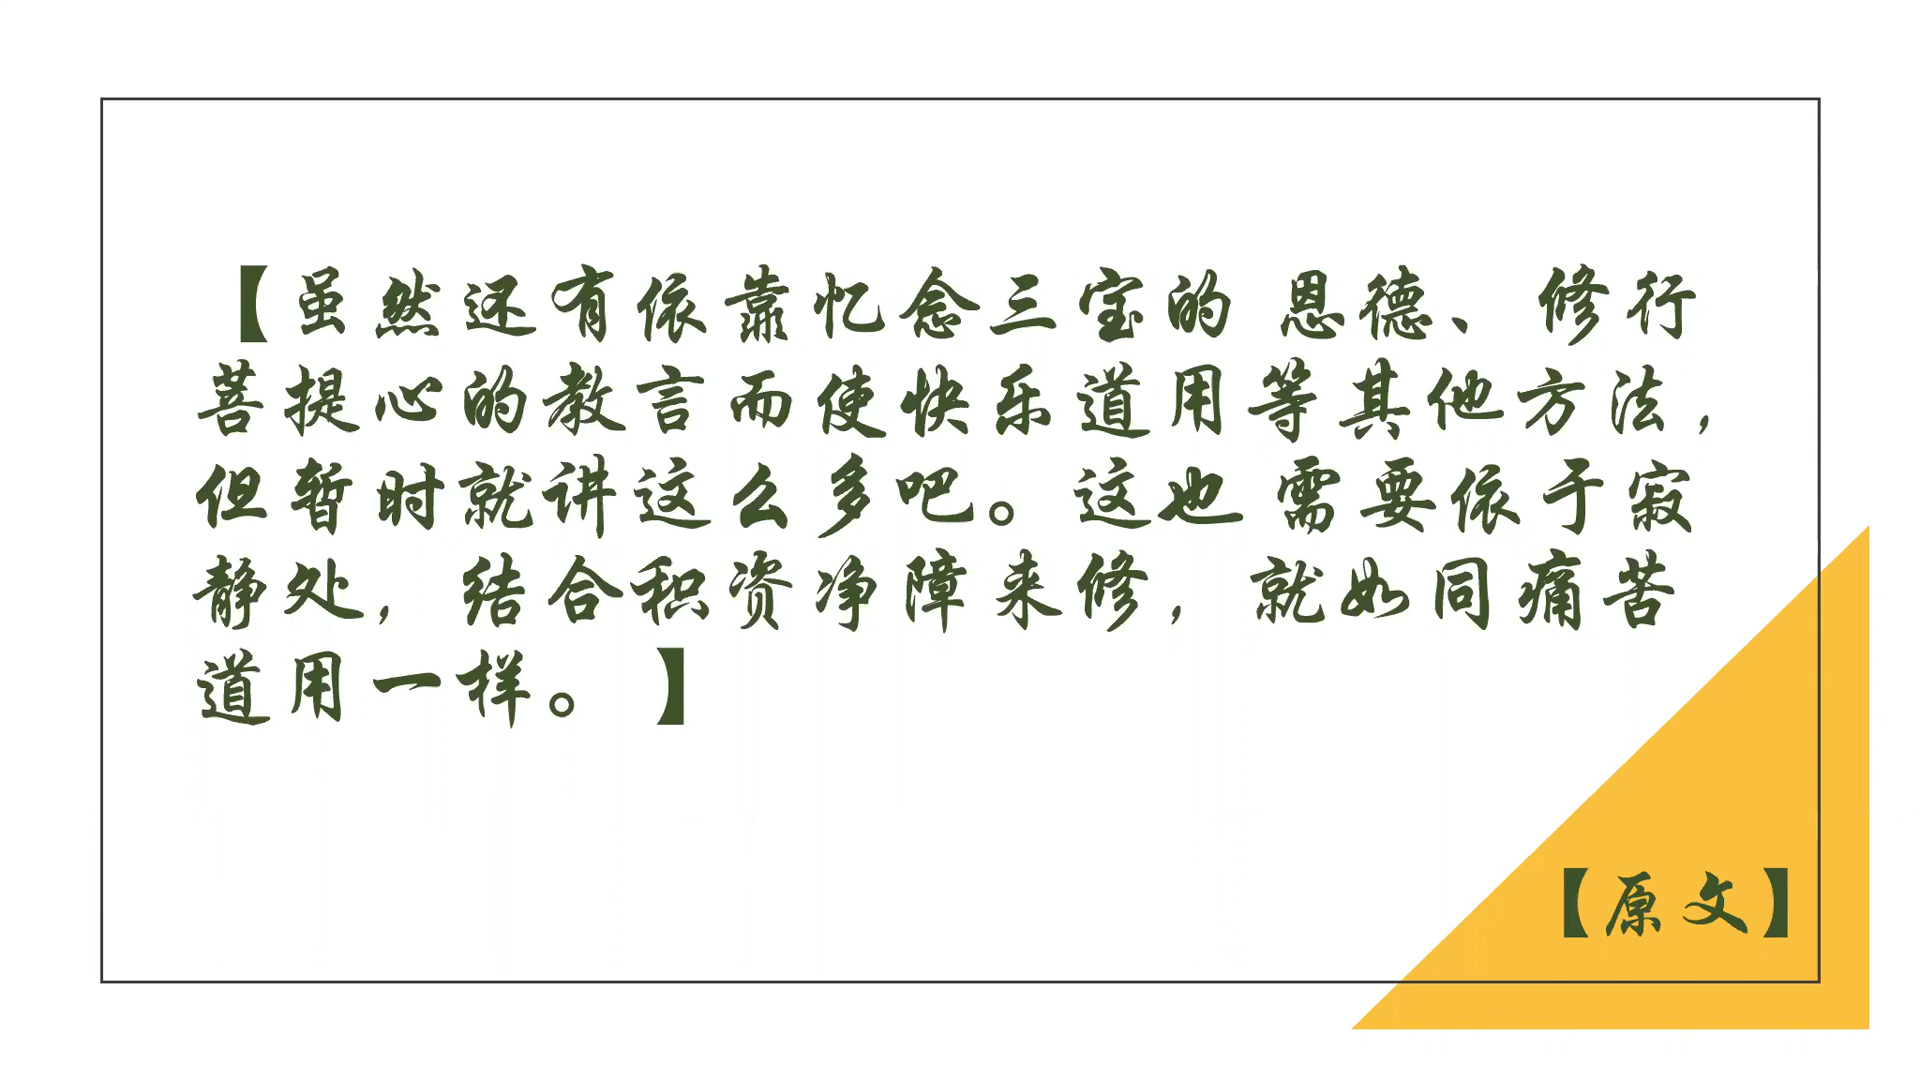 【虽然还有依靠忆念三宝的 恩德、修行
菩提心的教言而使快乐道用等其他方法，
但暂时就讲这么多吧。这也 需要依于寂
静处，结合积资净障来修，就如同痛苦
道用一样。】
【原文】